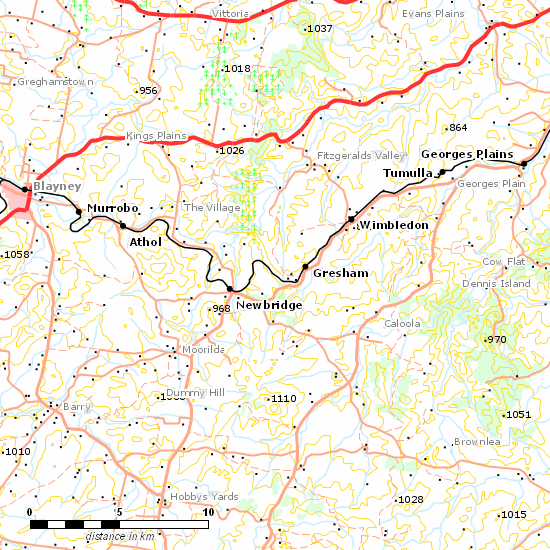 Vittoria
Evans Plains
1037
1018
Greghamstown
956
864
Kings Plains
1026
Fitzgeralds Valley
Georges Plains
Tumulla
Georges Plain
Blayney
Murrobo
The Village
Wimbledon
Athol
1058
Cow Flat
Gresham
Dennis Island
968
Newbridge
Caloola
970
Moorilda
Dummy Hill
1110
Barry
1051
Brownlea
1010
Hobbys Yards
1028
0
5
10
1015
distance in km